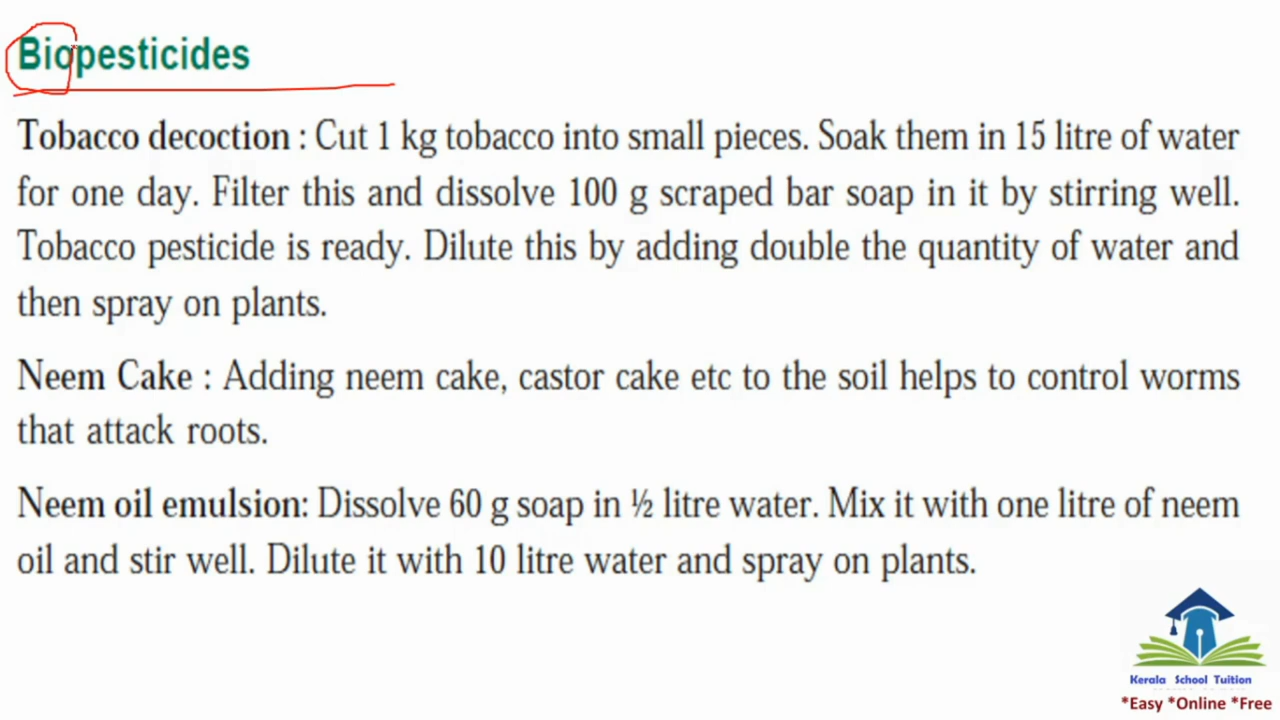 Biopesticides
Tobacco decoction : Cut 1 kg tobacco into small pieces. Soak them in 15 litre of water
for one day. Filter this and dissolve 100 g scraped bar soap in it by stirring well.
Tobacco pesticide is ready. Dilute this by adding double the quantity of water and
then spray on plants.
Neem Cake : Adding neem cake, castor cake etc to the soil helps to control worms
that attack roots.
Neem oil emulsion: Dissolve 60 g soap in ½ litre water. Mix it with one litre of neem
oil and stir well. Dilute it with 10 litre water and spray on plants.
Kerala School Tuition
*Easy *Online *Free